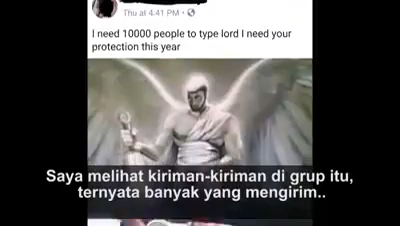 Thu at 4:41 PM •
I need 10000 people to type lord I need your
protection this year
Saya melihat kiriman-kiriman di grup itu,
ternyata banyak yang mengirim..